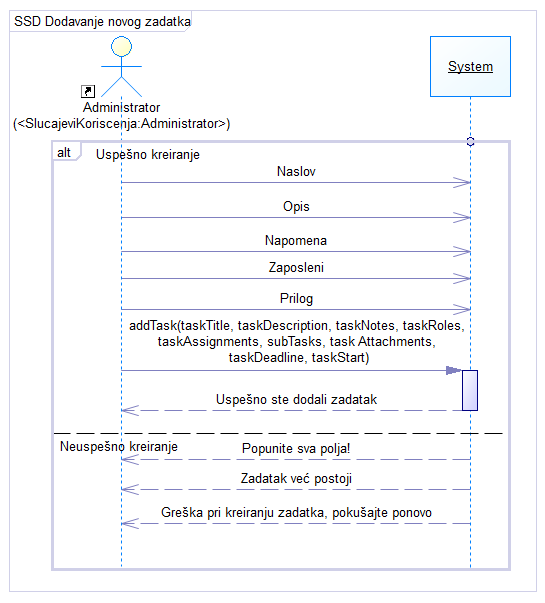 SSD Dodavanje novog zadatka
System
Administrator
(<SlucajeviKoriscenja:Administrator>)
alt
Uspešno kreiranje
Naslov
Opis
Napomena
Zaposleni
Prilog
addTask(taskTitle, taskDescription, taskNotes, taskRoles,
taskAssignments, subTasks, task Attachments,
taskDeadline, taskStart)
Uspešno ste dodali zadatak
Neuspešno kreiranje
Popunite sva polja!
Zadatak već postoji
Greška pri kreiranju zadatka, pokušajte ponovo